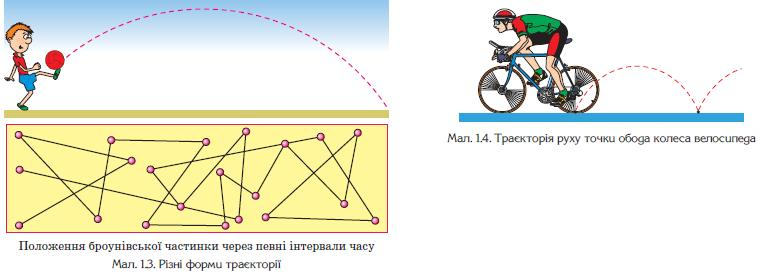 Положення броунівської частинки через певні інтервали часу
Мал. 1.3. Різні форми траєкторії
Мал. 1.4. Траєкторія руху точки обода колеса велосипеда